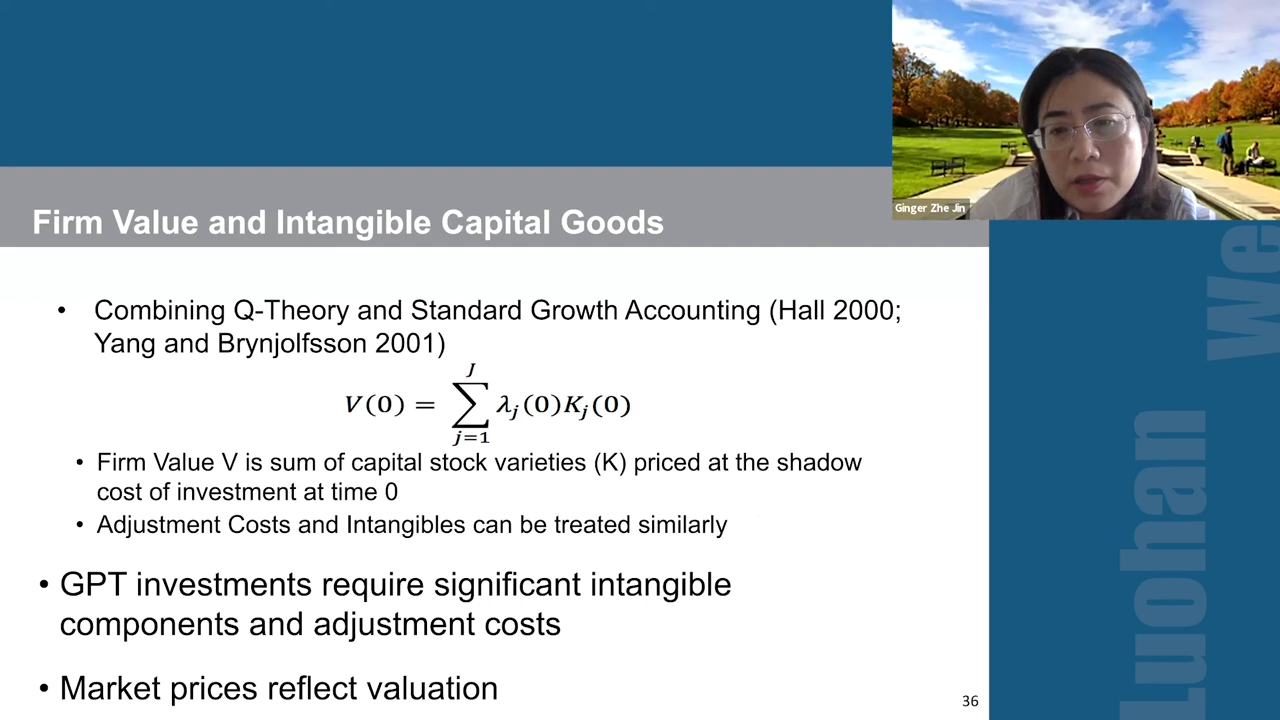 Ginger Zhe Jin
Firm Value and Intangible Capital Goods
• Combining Q-Theory and Standard Growth Accounting (Hall 2000;
Yang and Brynjolfsson 2001)
V(0) = ∑_{j=1}^{J} λ_j(0)K_j(0)
• Firm Value V is sum of capital stock varieties (K) priced at the shadow
cost of investment at time 0
• Adjustment Costs and Intangibles can be treated similarly
• GPT investments require significant intangible
components and adjustment costs
• Market prices reflect valuation
36
Luohan
We